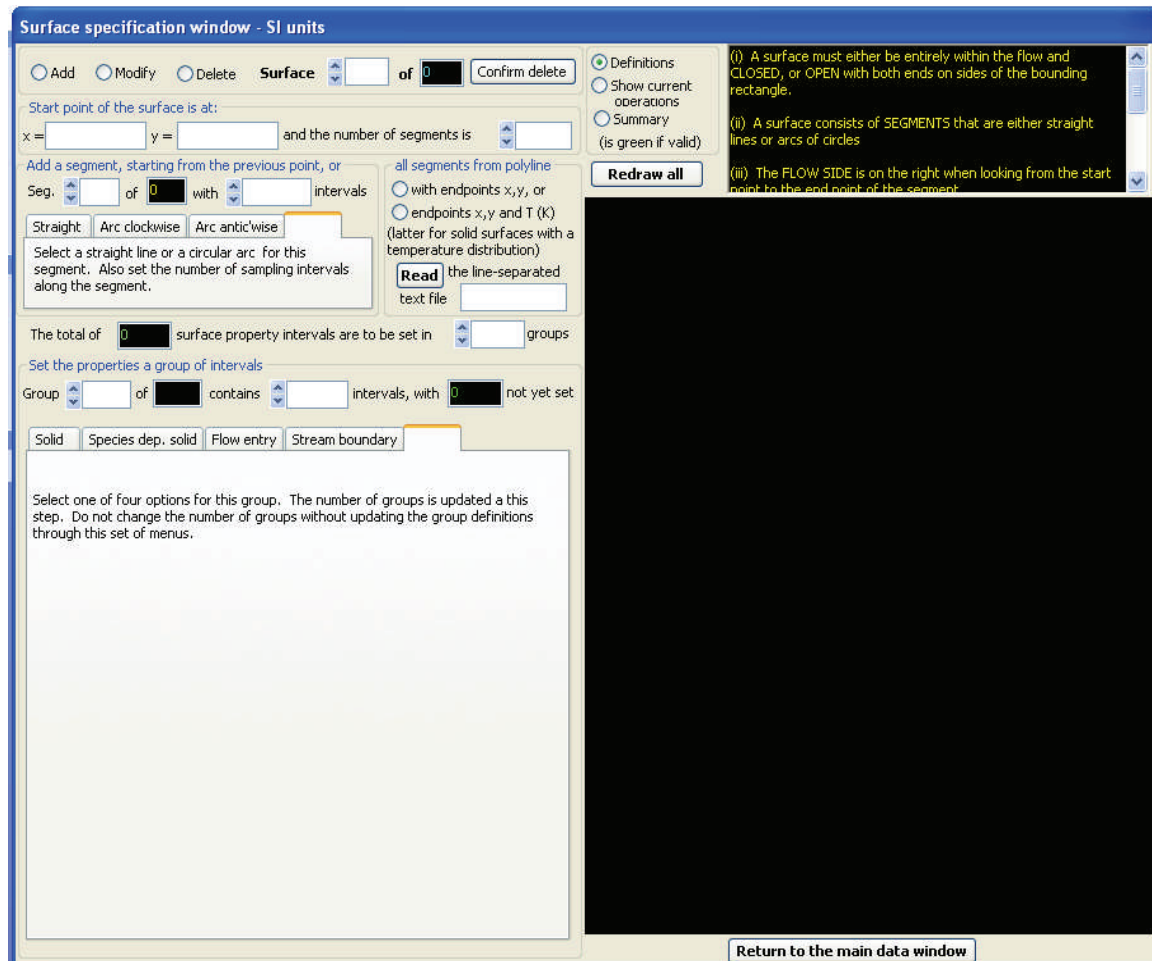 Surface specification window - SI units
Add Modify Delete Surface of 0 Confirm delete
Start point of the surface is at:
x = y = and the number of segments is
Add a segment, starting from the previous point, or
Seg. of 0 with intervals
Straight Arc clockwise Arc antic'wise
Select a straight line or a circular arc for this
segment. Also set the number of sampling intervals
along the segment.
all segments from polyline
with endpoints x,y, or
endpoints x,y and T (K)
(latter for solid surfaces with a
temperature distribution)
Read the line-separated
text file
The total of 0 surface property intervals are to be set in groups
Set the properties a group of intervals
Group of contains intervals, with 0 not yet set
Solid Species dep. solid Flow entry Stream boundary
Select one of four options for this group. The number of groups is updated a this
step. Do not change the number of groups without updating the group definitions
through this set of menus.
Definitions
Show current
operations
Summary
(is green if valid)
Redraw all
(i) A surface must either be entirely within the flow and
CLOSED, or OPEN with both ends on sides of the bounding
rectangle.
(ii) A surface consists of SEGMENTS that are either straight
lines or arcs of circles
(iii) The FLOW SIDE is on the right when looking from the start
point to the end point of the segment
Return to the main data window